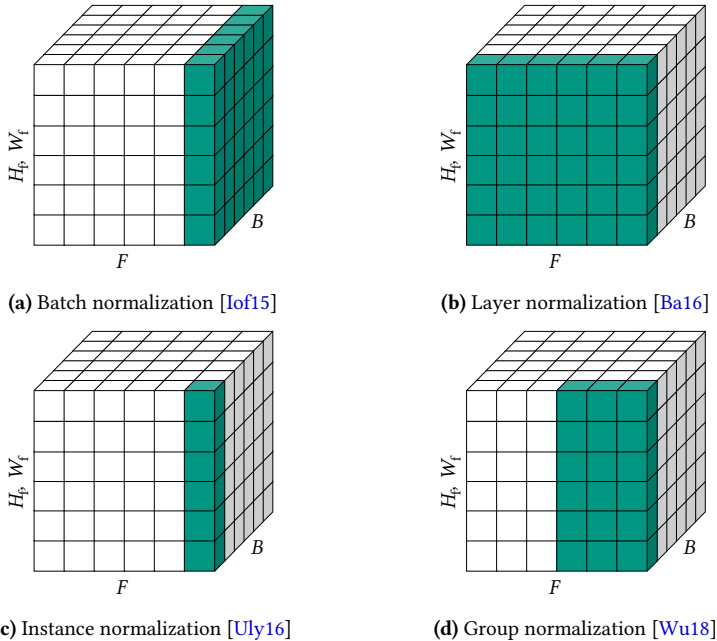 H_f, W_f
B
F
(a) Batch normalization [Iof15]
H_f, W_f
B
F
(b) Layer normalization [Ba16]
H_f, W_f
B
F
c) Instance normalization [Uly16]
H_f, W_f
B
F
(d) Group normalization [Wu18]